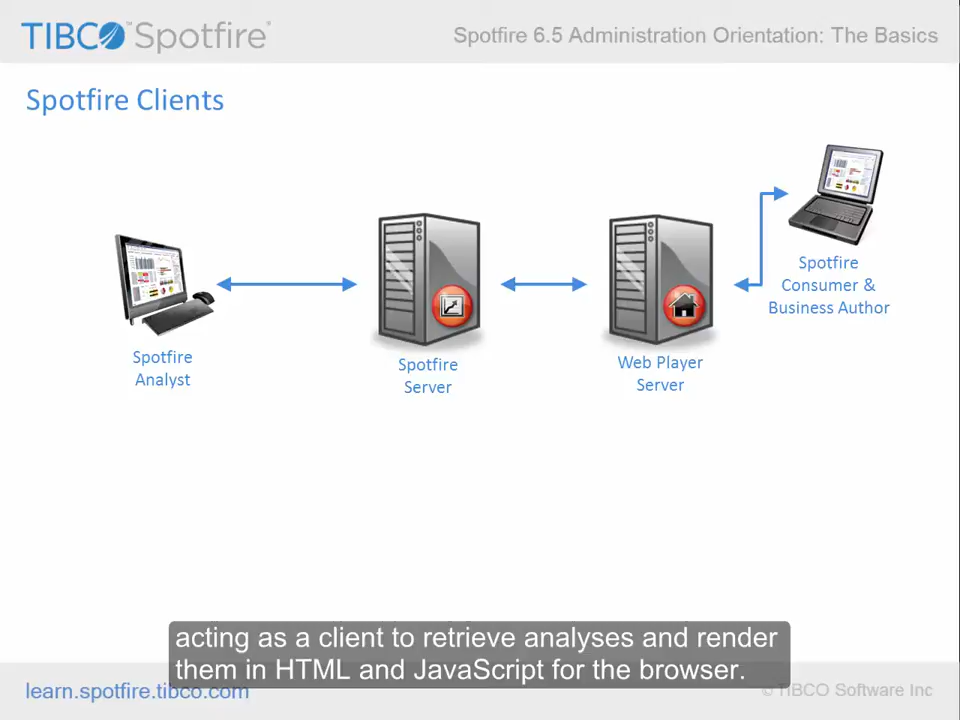 TIBCO™ Spotfire®
Spotfire 6.5 Administration Orientation: The Basics
Spotfire Clients
Spotfire
Consumer &
Business Author
Spotfire
Analyst
Spotfire
Server
Web Player
Server
acting as a client to retrieve analyses and render
them in HTML and JavaScript for the browser.
learn.spotfire.tibco.com
© TIBCO Software Inc